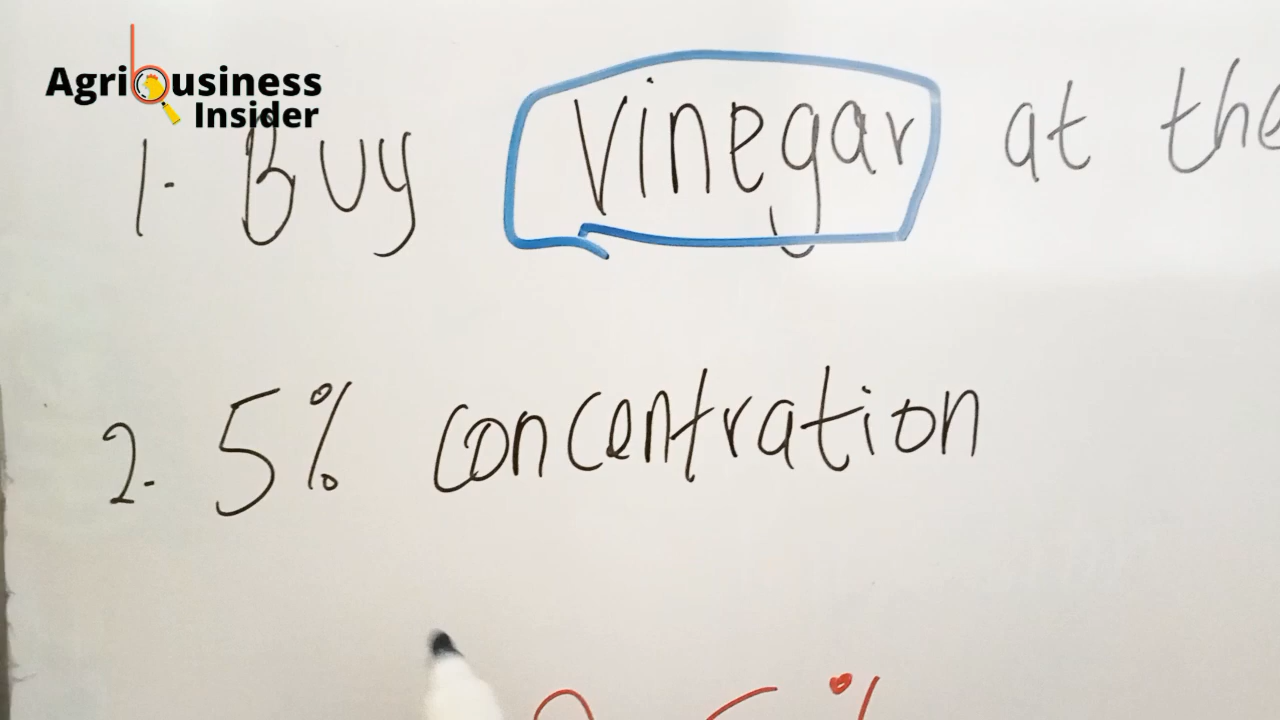 Agribusiness
Insider
1. Buy vinegar at the
2. 5% concentration